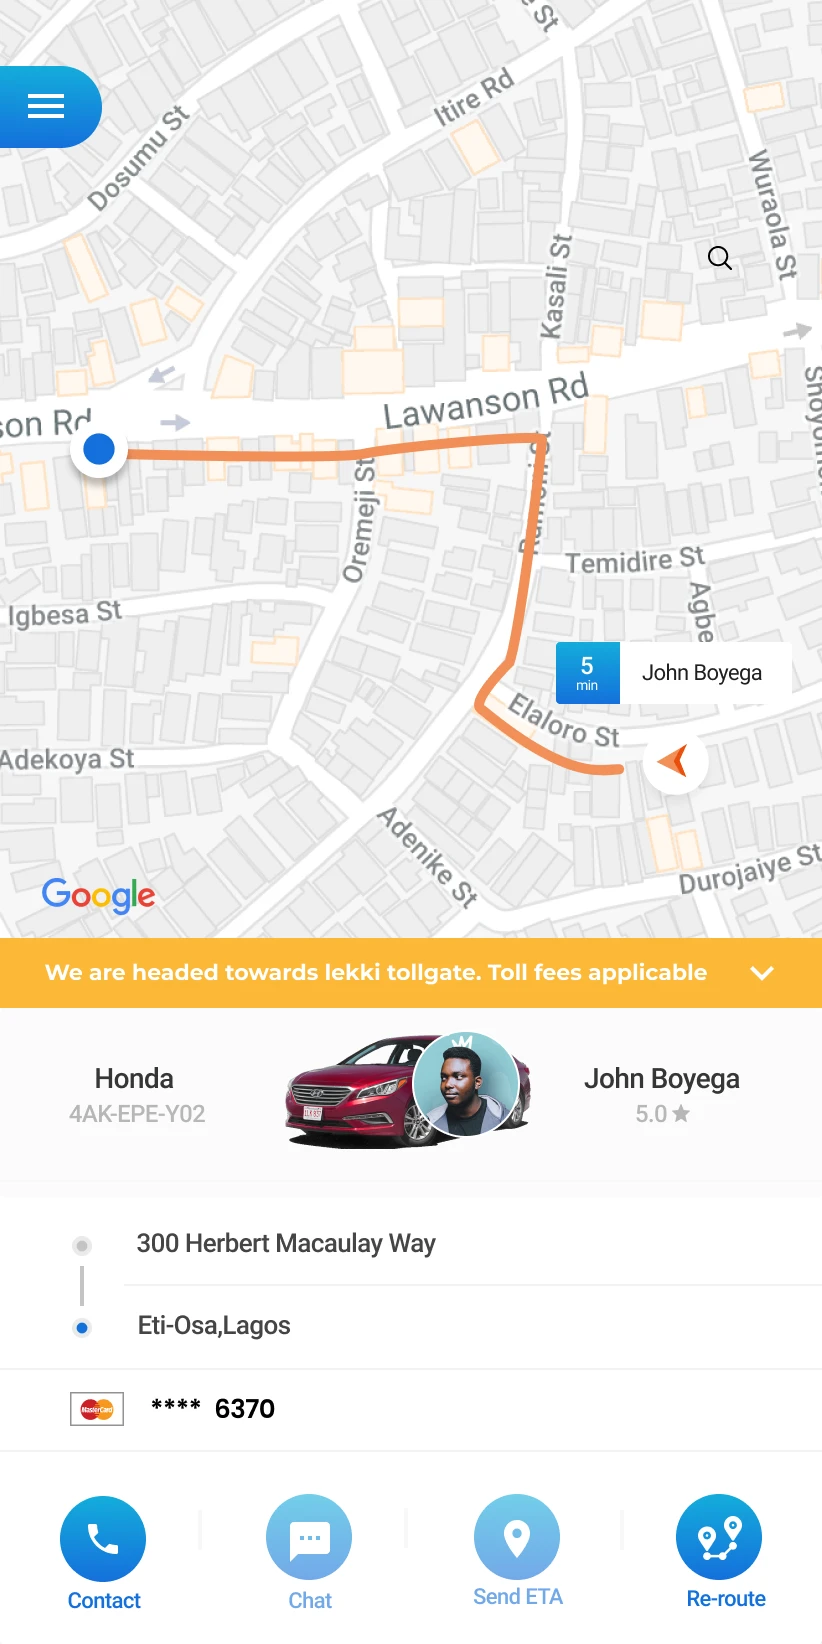 e St
Itire Rd
Dosumu St
Wuraola St
Kasali St
Lawanson Rd
son Rd
Oremeji St
Temidire St
Igbesa St
Agbe
5
min
John Boyega
Elaloro St
Adekoya St
Adenike St
Durojaiye St
Google
We are headed towards lekki tollgate. Toll fees applicable
Honda
John Boyega
4AK-EPE-Y02
5.0
300 Herbert Macaulay Way
Eti-Osa,Lagos
MasterCard
**** 6370
Contact
Chat
Send ETA
Re-route